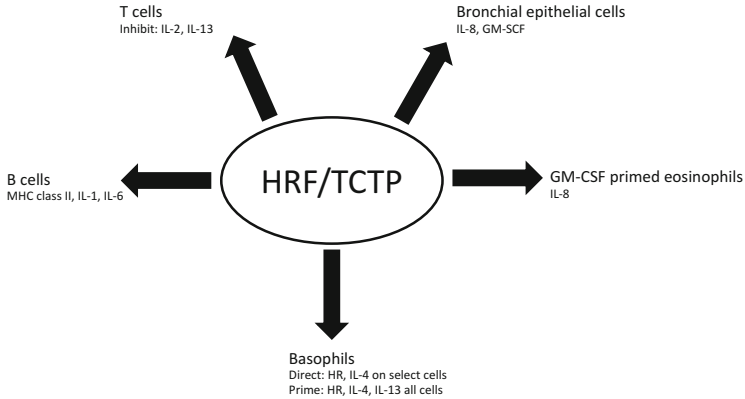 T cells
Inhibit: IL-2, IL-13
Bronchial epithelial cells
IL-8, GM-SCF
B cells
MHC class II, IL-1, IL-6
HRF/TCTP
GM-CSF primed eosinophils
IL-8
Basophils
Direct: HR, IL-4 on select cells
Prime: HR, IL-4, IL-13 all cells